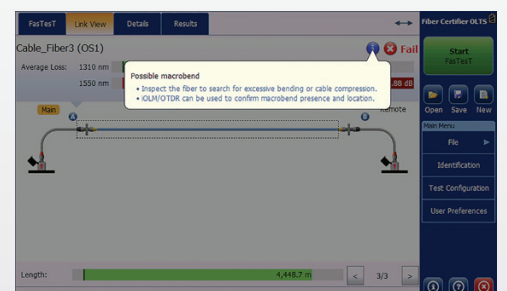 FasTesT Link View Details Results
Fiber Certifier OLTS
Cable_Fiber3 (OS1)
i Fail
Start
FasTesT
Average Loss: 1310 nm
1550 nm
.98 dB
Possible macrobend
• Inspect the fiber to search for excessive bending or cable compression.
• iOLM/OTDR can be used to confirm macrobend presence and location.
Open Save New
Main Remote
A B
Main Menu
File
Identification
Test Configuration
User Preferences
Length: 4,448.7 m < 3/3 >
i ? X